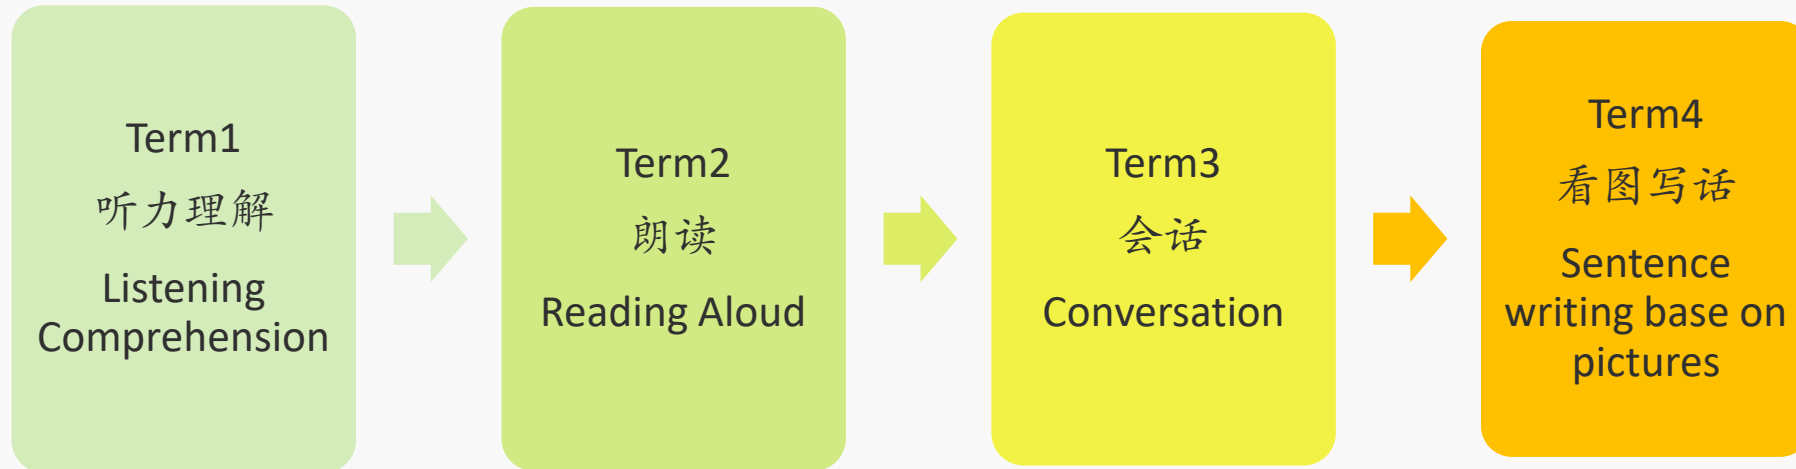 Term1
听力理解
Listening
Comprehension
Term2
朗读
Reading Aloud
Term3
会话
Conversation
Term4
看图写话
Sentence
writing base on
pictures